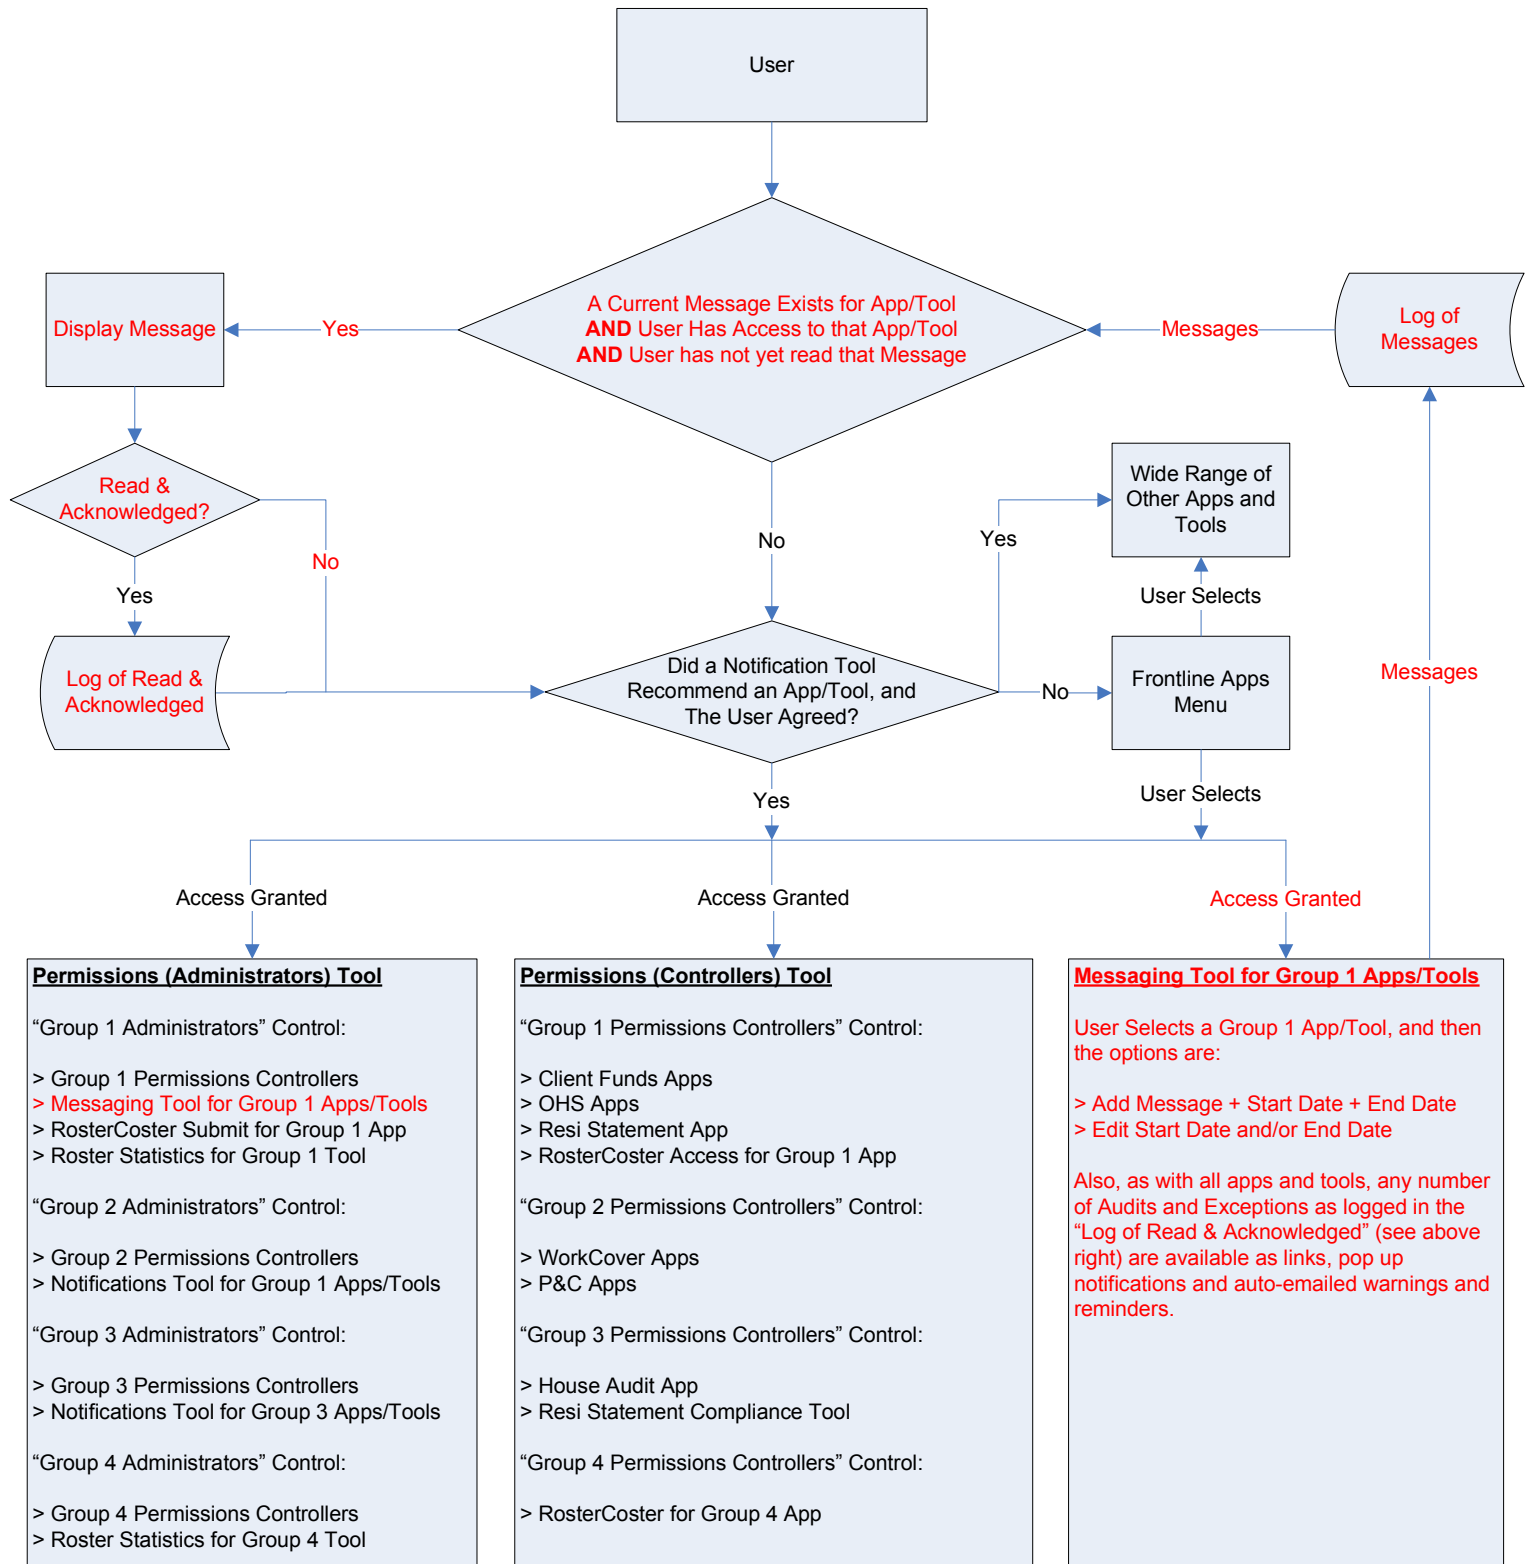 User
A Current Message Exists for App/Tool
AND User Has Access to that App/Tool
AND User has not yet read that Message
Display Message
Yes
Messages
Log of
Messages
Read &
Acknowledged?
No
Yes
Log of Read &
Acknowledged
No
Did a Notification Tool
Recommend an App/Tool, and
The User Agreed?
Yes
Wide Range of
Other Apps and
Tools
User Selects
No
Frontline Apps
Menu
User Selects
Messages
Yes
Access Granted
Access Granted
Access Granted
Permissions (Administrators) Tool
“Group 1 Administrators” Control:
> Group 1 Permissions Controllers
> Messaging Tool for Group 1 Apps/Tools
> RosterCoster Submit for Group 1 App
> Roster Statistics for Group 1 Tool
“Group 2 Administrators” Control:
> Group 2 Permissions Controllers
> Notifications Tool for Group 1 Apps/Tools
“Group 3 Administrators” Control:
> Group 3 Permissions Controllers
> Notifications Tool for Group 3 Apps/Tools
“Group 4 Administrators” Control:
> Group 4 Permissions Controllers
> Roster Statistics for Group 4 Tool
Permissions (Controllers) Tool
“Group 1 Permissions Controllers” Control:
> Client Funds Apps
> OHS Apps
> Resi Statement App
> RosterCoster Access for Group 1 App
“Group 2 Permissions Controllers” Control:
> WorkCover Apps
> P&C Apps
“Group 3 Permissions Controllers” Control:
> House Audit App
> Resi Statement Compliance Tool
“Group 4 Permissions Controllers” Control:
> RosterCoster for Group 4 App
Messaging Tool for Group 1 Apps/Tools
User Selects a Group 1 App/Tool, and then
the options are:
> Add Message + Start Date + End Date
> Edit Start Date and/or End Date
Also, as with all apps and tools, any number
of Audits and Exceptions as logged in the
“Log of Read & Acknowledged” (see above
right) are available as links, pop up
notifications and auto-emailed warnings and
reminders.